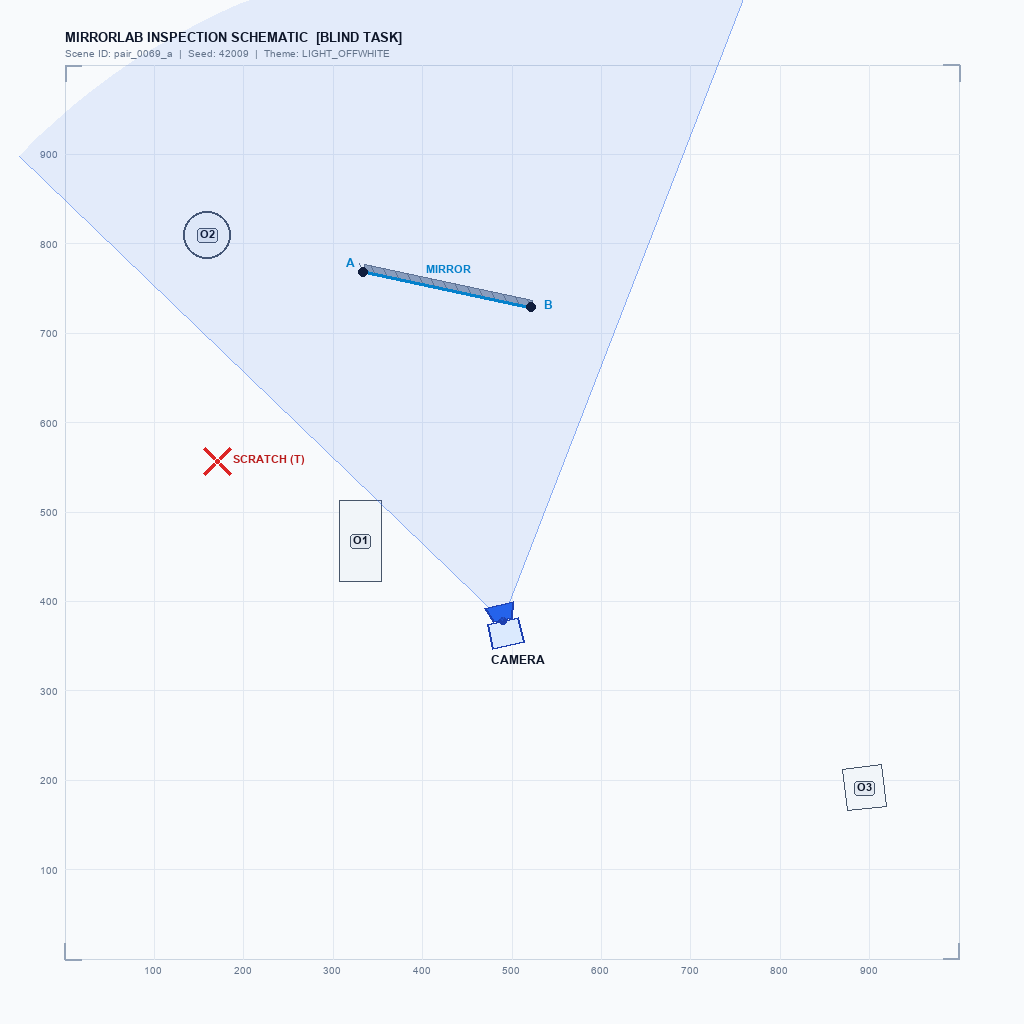 MIRRORLAB INSPECTION SCHEMATIC [BLIND TASK]
Scene ID: pair_0069_a | Seed: 42009 | Theme: LIGHT_OFFWHITE
900
O2
800
A
MIRROR
B
700
600
SCRATCH (T)
500
O1
400
CAMERA
300
200
O3
100
100 200 300 400 500 600 700 800 900